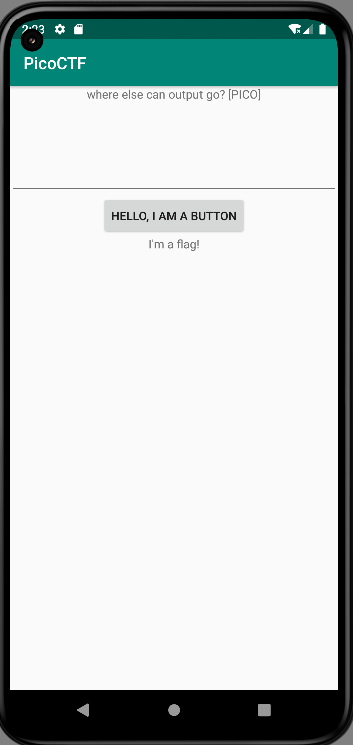 2:23
PicoCTF
where else can output go? [PICO]
HELLO, I AM A BUTTON
I'm a flag!